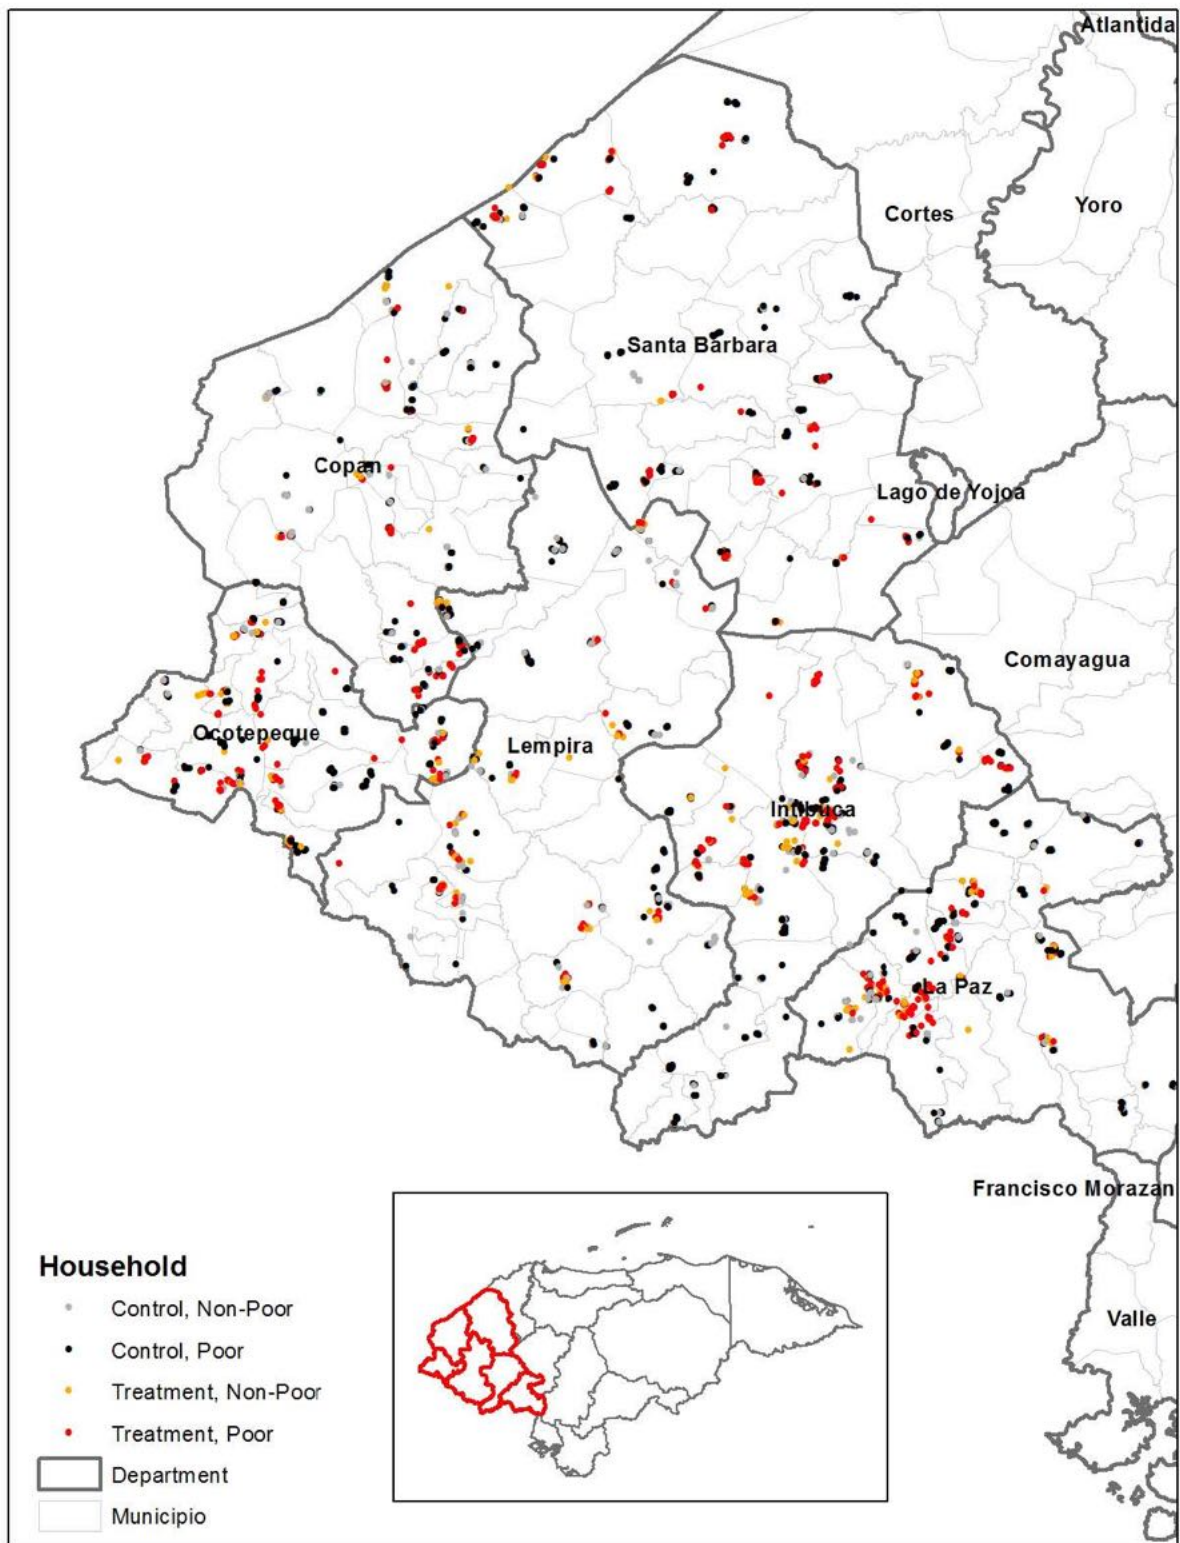 Atlantida
Yoro
Cortes
Santa Barbara
Copan
Lago de Yojoa
Comayagua
Ocotepeque
Lempira
Intibuca
La Paz
Francisco Morazan
Valle
Household
Control, Non-Poor
Control, Poor
Treatment, Non-Poor
Treatment, Poor
Department
Municipio